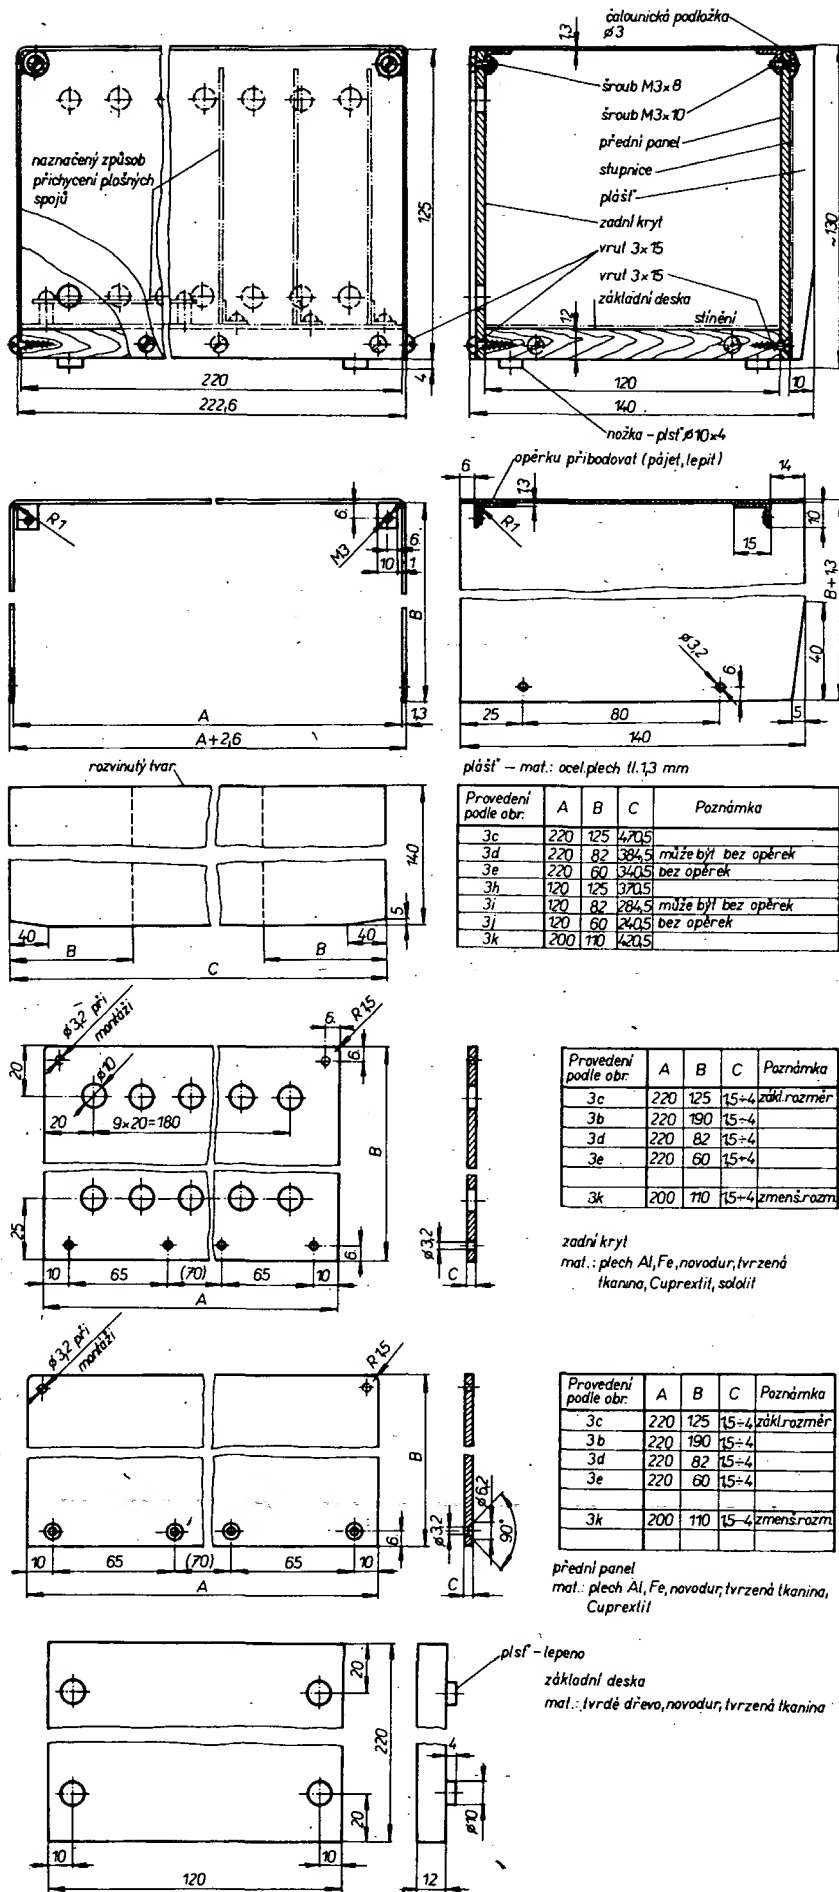 čalounická podložka
ø3
1,3
šroub M3×8
šroub M3×10
přední panel
stupnice
plášť
naznačený způsob
přichycení plošných
spojů
125
~130
zadní kryt
vrut 3×15
vrut 3×15
základní deska
stínění
12
220
222,6
4
120
10
140
nožka – plsť ø10×4
opěrku přibodovat (pájet, lepit)
6
1,3
14
R1
6
M3
6
10
1
B
R1
15
10
B+1,3
ø3,2
6
40
A
1,3
A+2,6
25
80
5
140
rozvinutý tvar
plášť – mat.: ocel.plech tl.1,3 mm
Provedení podle obr. A B C Poznámka
3c 220 125 470,5
3d 220 82 384,5 může být bez opěrek
3e 220 60 340,5 bez opěrek
3h 120 125 370,5
3i 120 82 284,5 může být bez opěrek
3j 120 60 240,5 bez opěrek
3k 200 110 420,5
140
5
40
40
B
B
C
ø3,2 při
montáži
6
R1,5
6
20
ø10
20
9×20=180
B
25
ø3,2
6
10
65
(70)
65
10
C
A
Provedení podle obr. A B C Poznámka
3c 220 125 1,5÷4 zákl.rozměr
3b 220 190 1,5÷4
3d 220 82 1,5÷4
3e 220 60 1,5÷4
3k 200 110 1,5÷4 zmenš.rozm.
zadní kryt
mat.: plech Al, Fe, novodur, tvrzená
tkanina, Cuprextit, sololit
ø3,2 při
montáži
R1,5
B
ø3,2
ø6,2
90°
6
10
65
(70)
65
10
C
A
Provedení podle obr. A B C Poznámka
3c 220 125 1,5÷4 zákl.rozměr
3b 220 190 1,5÷4
3d 220 82 1,5÷4
3e 220 60 1,5÷4
3k 200 110 1,5–4 zmenš.rozm.
přední panel
mat.: plech Al, Fe, novodur, tvrzená tkanina,
Cuprextit
plsť – lepeno
základní deska
mat.: tvrdé dřevo, novodur, tvrzená tkanina
20
220
4
20
ø10
10
10
120
12